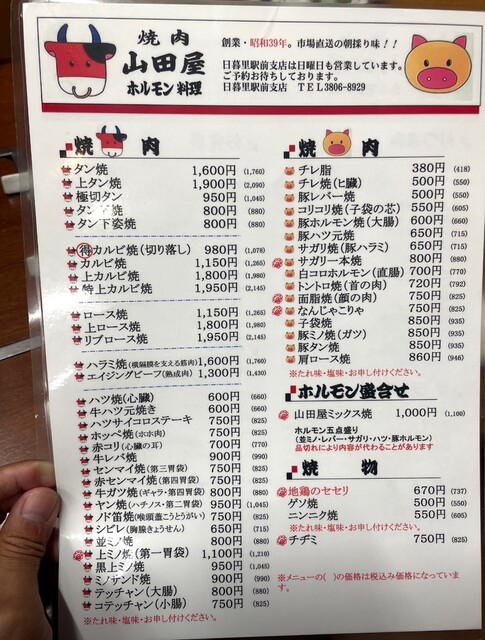 焼肉
山田屋
ホルモン料理
創業・昭和39年。市場直送の朝採り味！！
日暮里駅前支店は日曜日も営業しています。
ご予約お待ちしております。
日暮里駅前支店 TEL3806-8929
焼 肉
タン焼 1,600円 (1,760)
上タン焼 1,900円 (2,090)
極切タン 950円 (1,045)
タン 焼 800円 (880)
タン下姿焼 800円 (880)
得カルビ焼(切り落し) 980円 (1,078)
カルビ焼 1,150円 (1,265)
上カルビ焼 1,800円 (1,980)
特上カルビ焼 1,950円 (2,145)
ロース焼 1,150円 (1,265)
上ロース焼 1,800円 (1,980)
リブロース焼 1,950円 (2,145)
ハラミ焼(横隔膜を支える筋肉) 1,600円 (1,760)
エイジングビーフ(熟成肉) 1,300円 (1,430)
ハツ焼(心臓) 600円 (660)
牛ハツ元焼き 600円 (660)
ハツサイコロステーキ 750円 (825)
ホッペ焼(ホホ肉) 750円 (825)
赤コリ(心臓の耳) 700円 (770)
牛レバ焼 900円 (990)
センマイ焼(第三胃袋) 750円 (825)
赤センマイ焼(第四胃袋) 750円 (825)
牛ガツ焼(ギャラ・第四胃袋) 800円 (880)
ヤン焼(ハチノス・第二胃袋) 950円 (1,045)
ノド笛焼(喉頭蓋こうとうがい) 750円 (825)
シビレ(胸腺きょうせん) 650円 (715)
並ミノ焼 800円 (880)
上ミノ焼(第一胃袋) 1,100円 (1,210)
黒上ミノ焼 950円 (1,045)
ミノサンド焼 900円 (990)
テッチャン(大腸) 800円 (880)
コテッチャン(小腸) 750円 (825)
※たれ味・塩味・お申し付けください。
焼 肉
チレ脂 380円 (418)
チレ焼(ヒ臓) 500円 (550)
豚レバー焼 500円 (550)
コリコリ焼(子袋の芯) 550円 (605)
豚ホルモン焼(大腸) 600円 (660)
豚ハツ元焼 650円 (715)
サガリ焼(豚ハラミ) 650円 (715)
サガリ一本焼 800円 (880)
白コロホルモン(直腸) 700円 (770)
トントロ焼(首の肉) 720円 (792)
面脂焼(顔の肉) 750円 (825)
なんじゃこりゃ 750円 (825)
子袋焼 850円 (935)
豚ミノ焼(ガツ) 850円 (935)
豚タン焼 850円 (935)
肩ロース焼 860円 (946)
※たれ味・塩味・お申し付けください。
ホルモン盛合せ
山田屋ミックス焼 1,000円 (1,100)
ホルモン五点盛り
(並ミノ・レバー・サガリ・ハツ・豚ホルモン)
品切れにより内容が代わることがあります
焼 物
地鶏のセセリ 670円 (737)
ゲソ焼 500円 (550)
ニンニク焼 550円 (605)
※たれ味・塩味・お申し付けください。
チヂミ 750円 (825)
※メニューの( )の価格は税込み価格になっています。